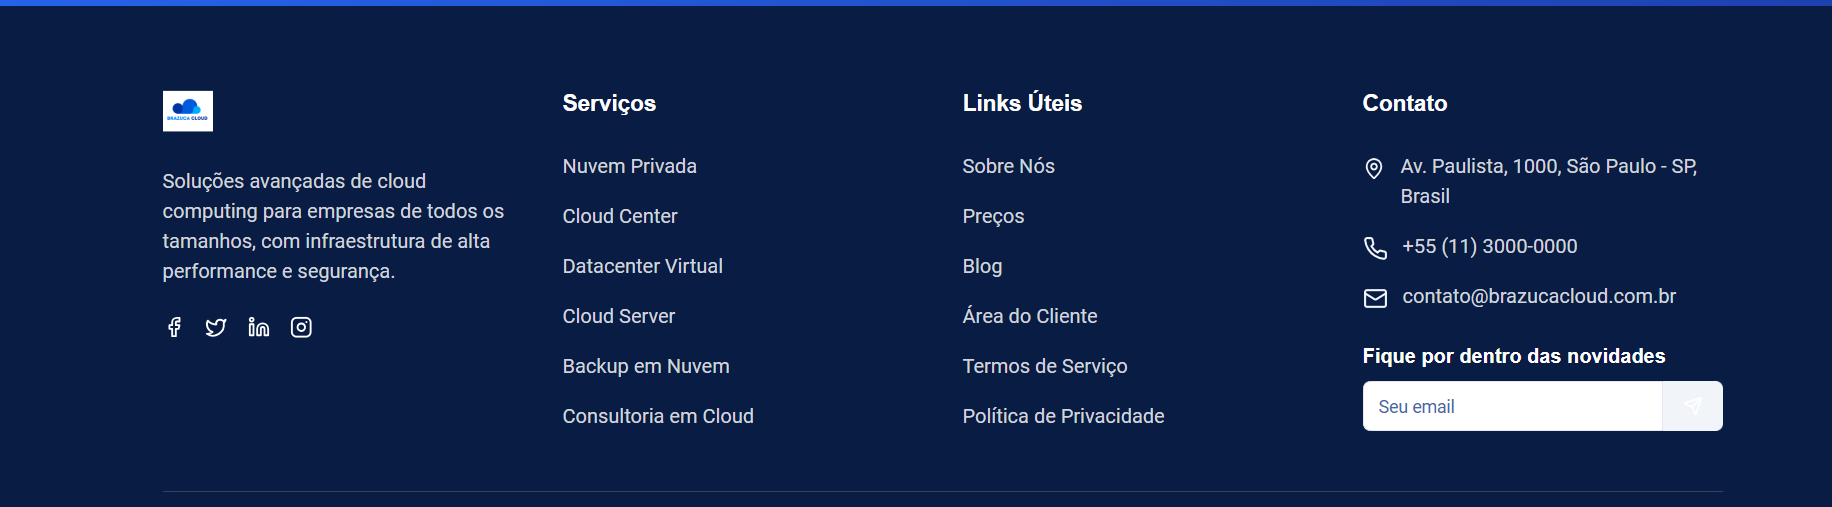 BRAZUCA CLOUD
Soluções avançadas de cloud
computing para empresas de todos os
tamanhos, com infraestrutura de alta
performance e segurança.
Serviços
Nuvem Privada
Cloud Center
Datacenter Virtual
Cloud Server
Backup em Nuvem
Consultoria em Cloud
Links Úteis
Sobre Nós
Preços
Blog
Área do Cliente
Termos de Serviço
Política de Privacidade
Contato
Av. Paulista, 1000, São Paulo - SP,
Brasil
+55 (11) 3000-0000
contato@brazucacloud.com.br
Fique por dentro das novidades
Seu email